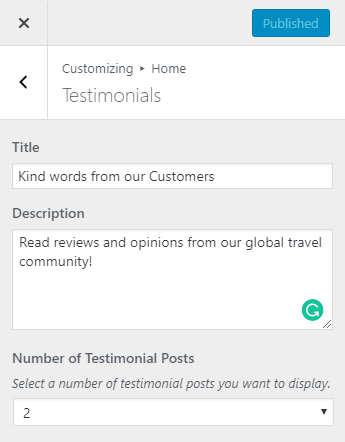 Published
Customizing ▸ Home
Testimonials
Title
Kind words from our Customers
Description
Read reviews and opinions from our global travel
community!
Number of Testimonial Posts
Select a number of testimonial posts you want to display.
2